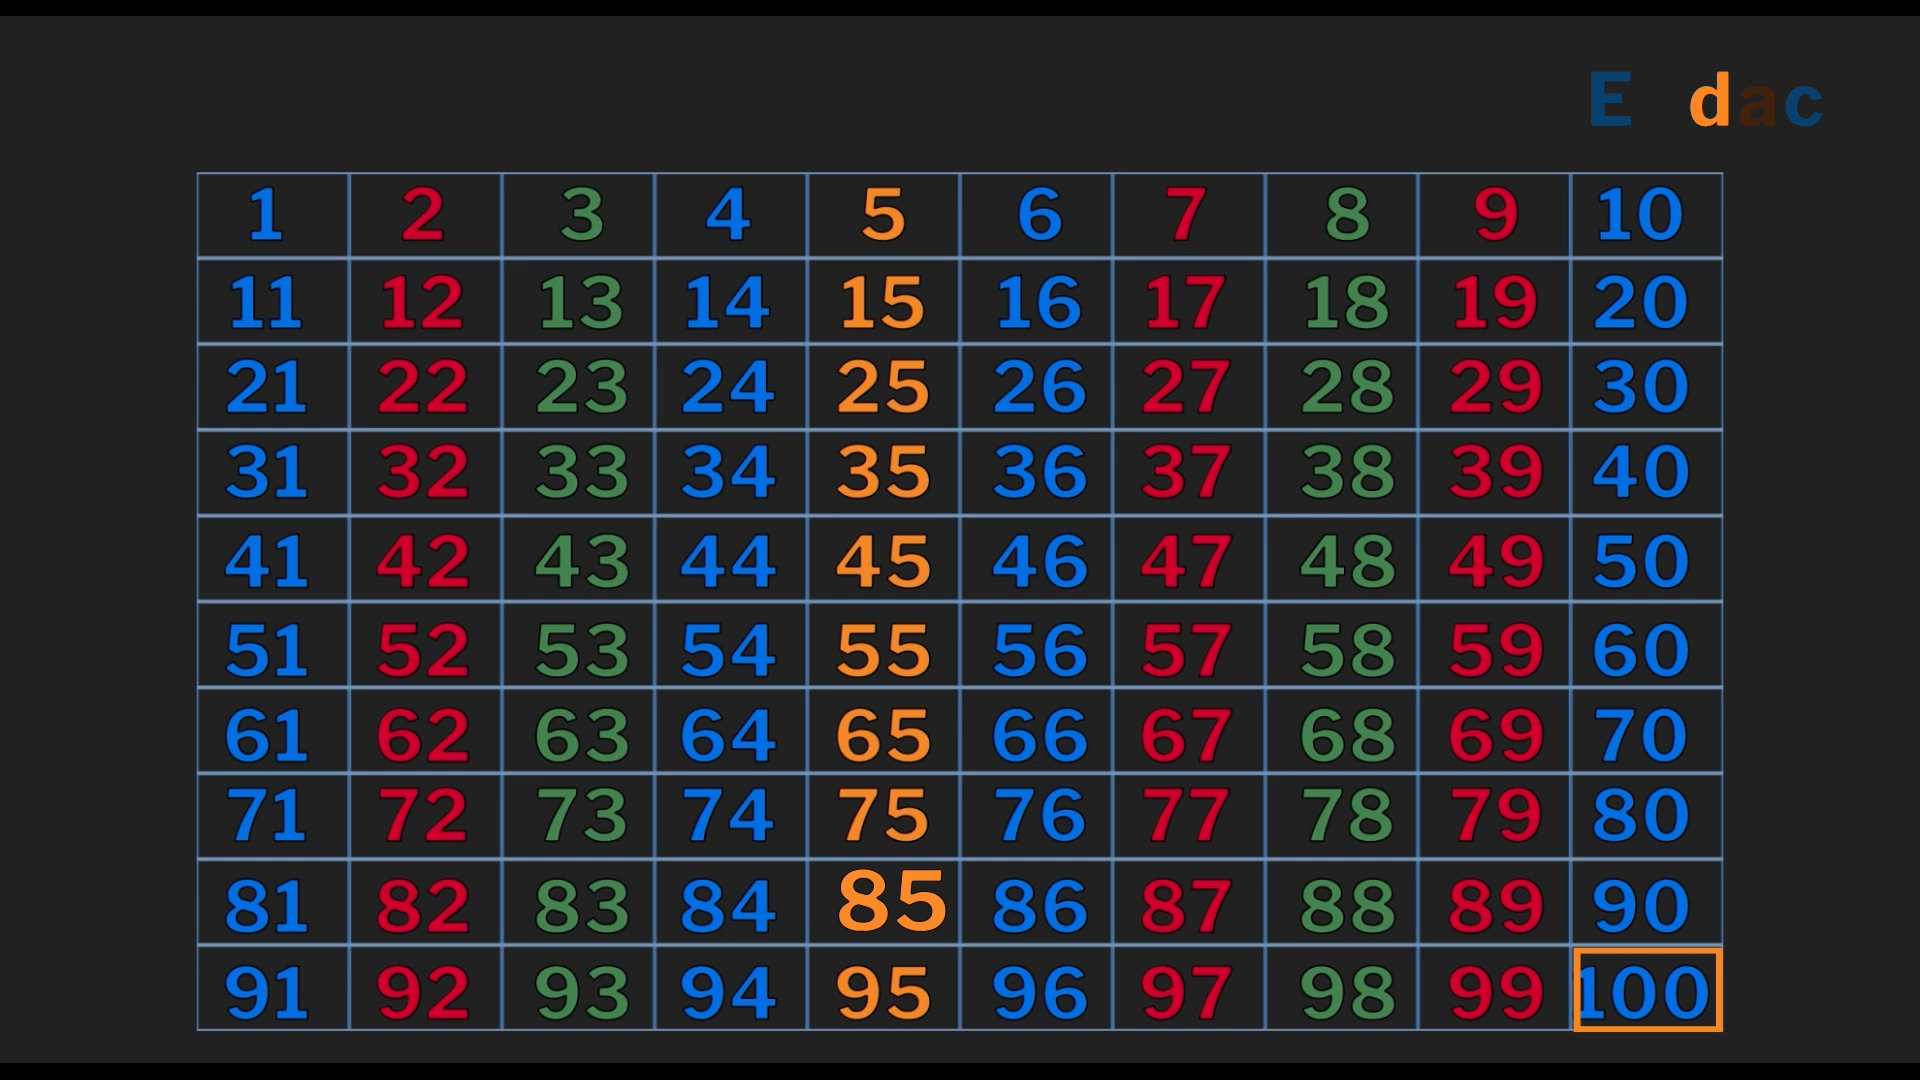 E dac
1 2 3 4 5 6 7 8 9 10
11 12 13 14 15 16 17 18 19 20
21 22 23 24 25 26 27 28 29 30
31 32 33 34 35 36 37 38 39 40
41 42 43 44 45 46 47 48 49 50
51 52 53 54 55 56 57 58 59 60
61 62 63 64 65 66 67 68 69 70
71 72 73 74 75 76 77 78 79 80
81 82 83 84 85 86 87 88 89 90
91 92 93 94 95 96 97 98 99 100